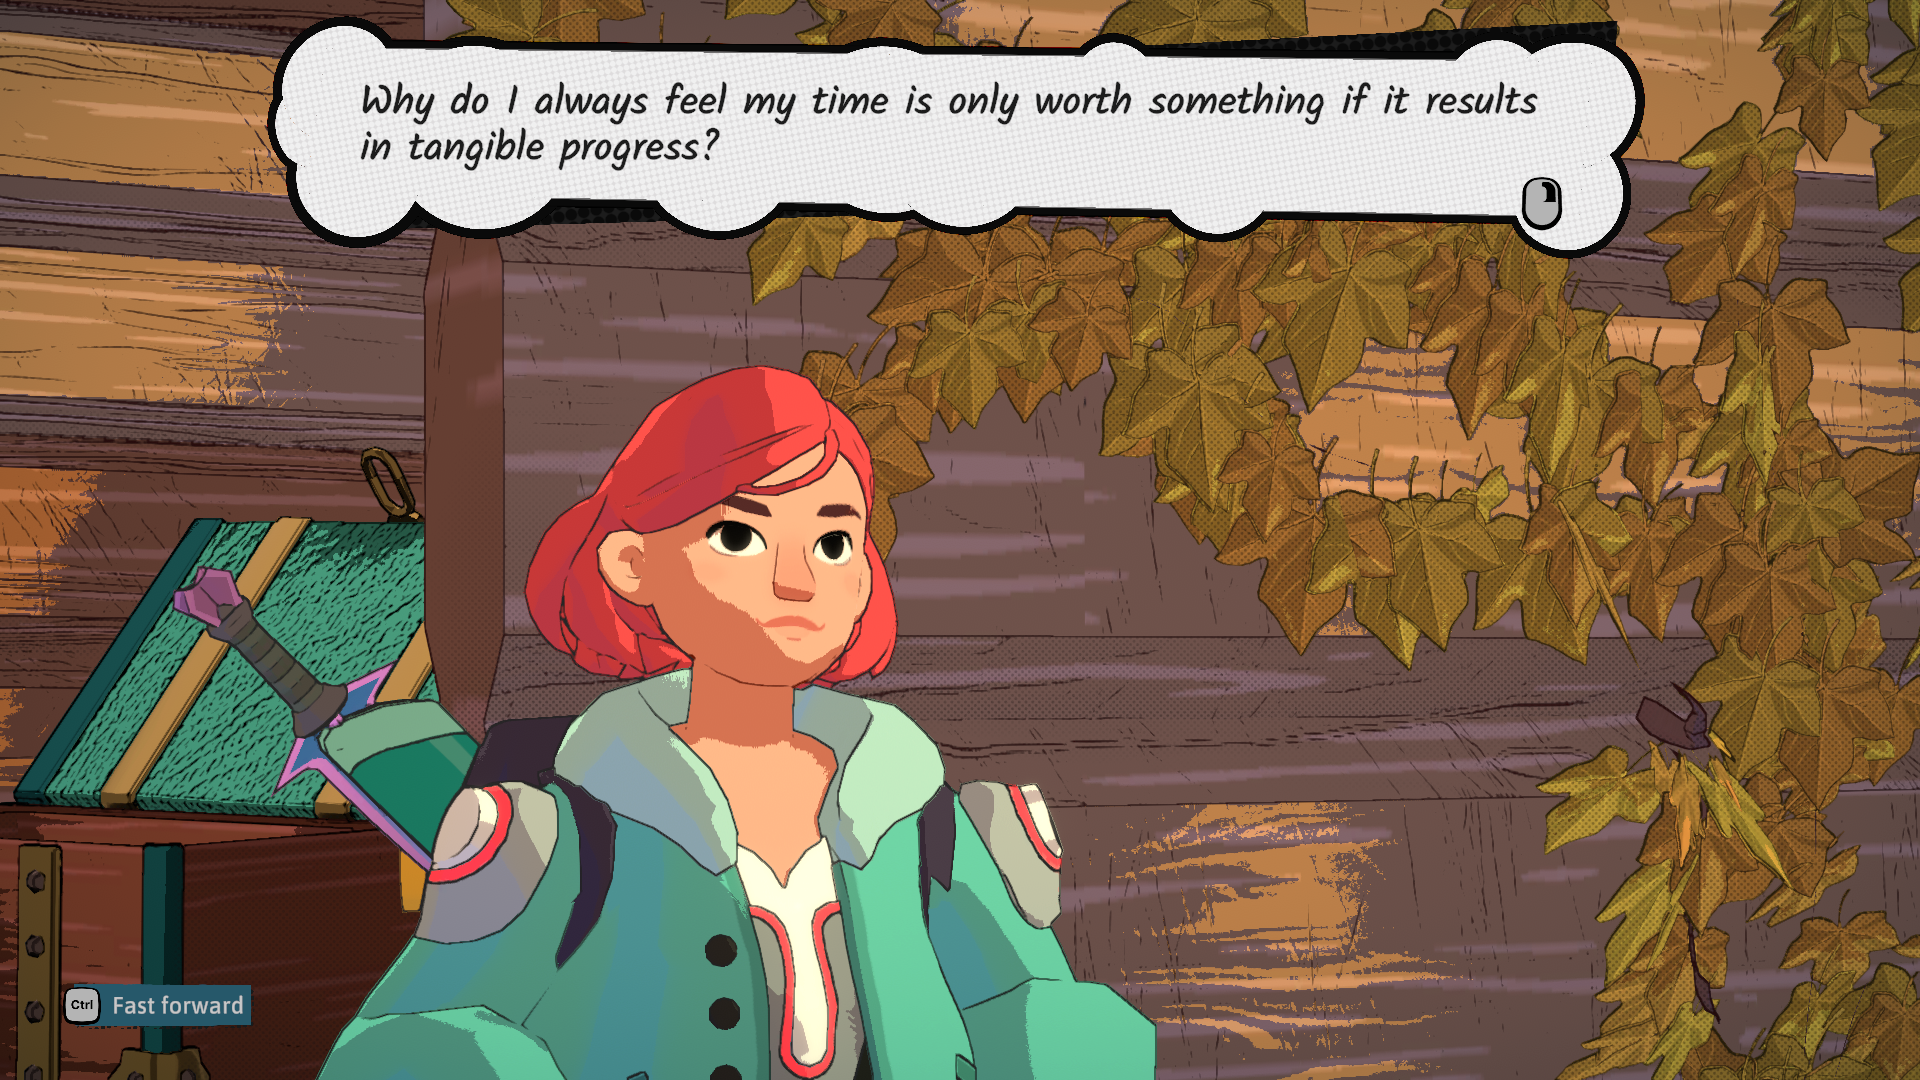 Why do I always feel my time is only worth something if it results
in tangible progress?
Ctrl Fast forward